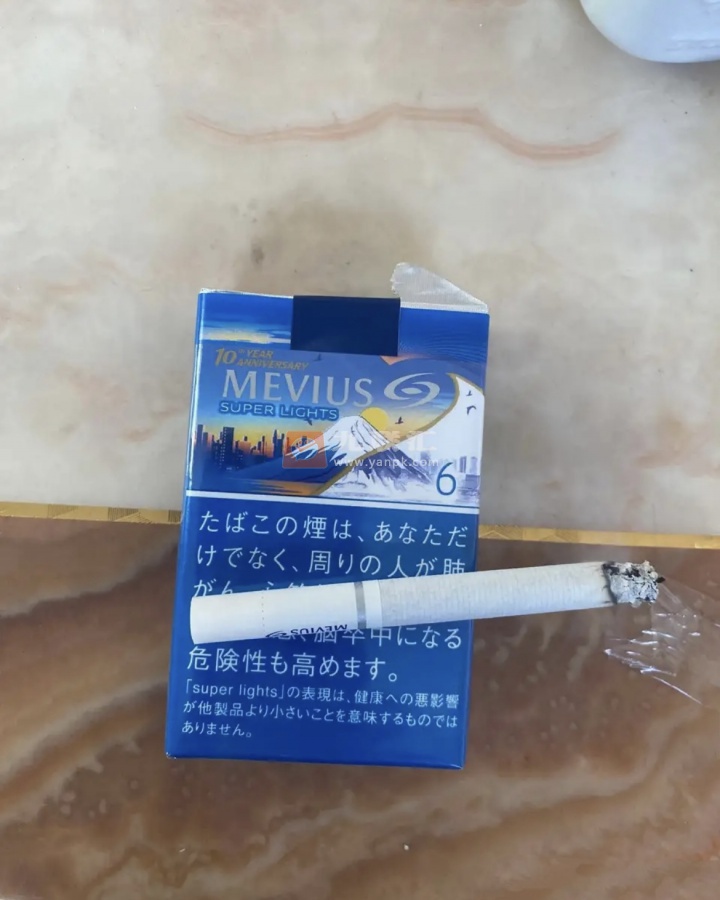 10th YEAR
ANNIVERSARY
MEVIUS
SUPER LIGHTS
www.yanpk.com
6
たばこの煙は、あなただ
けでなく、周りの人が肺
がん
MEVIUS
脳卒中になる
危険性も高めます。
「super lights」の表現は、健康への悪影響
が他製品より小さいことを意味するものでは
ありません。